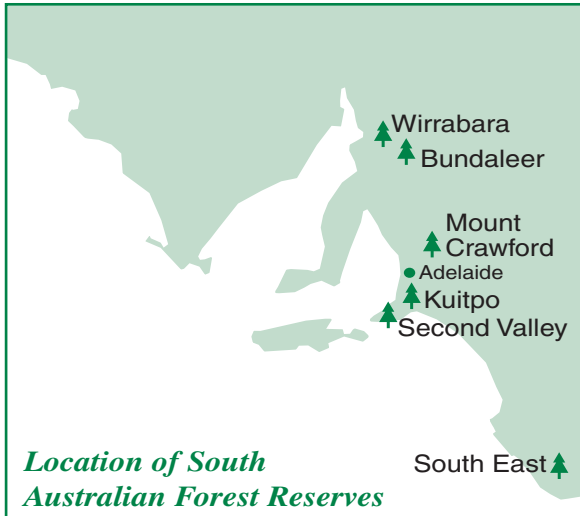 Wirrabara
Bundaleer
Mount
Crawford
Adelaide
Kuitpo
Second Valley
South East
Location of South
Australian Forest Reserves